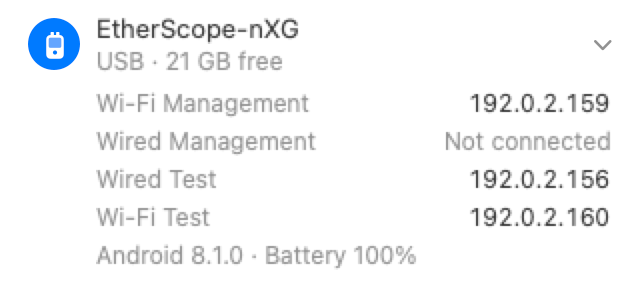 EtherScope-nXG
USB · 21 GB free
Wi-Fi Management 192.0.2.159
Wired Management Not connected
Wired Test 192.0.2.156
Wi-Fi Test 192.0.2.160
Android 8.1.0 · Battery 100%